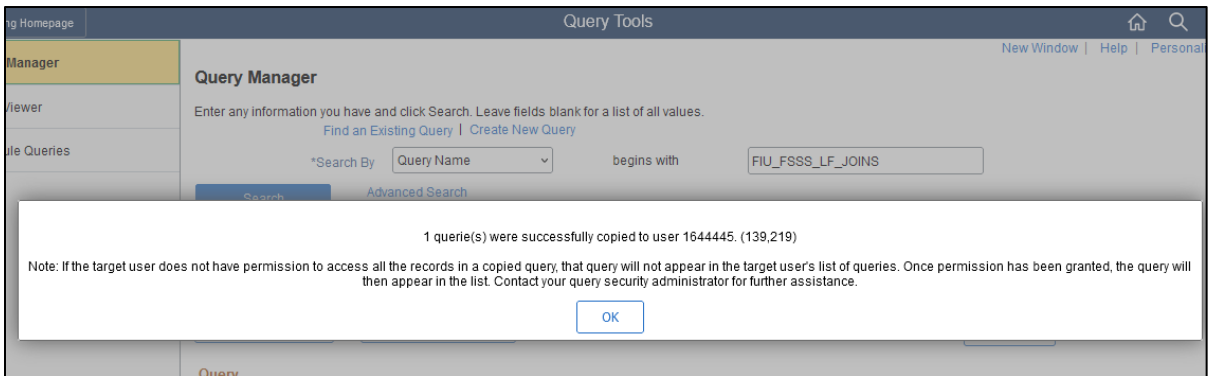 ng Homepage
Query Tools
New Window | Help | Personal
Manager
Query Manager
Viewer
Enter any information you have and click Search. Leave fields blank for a list of all values.
Find an Existing Query | Create New Query
ule Queries
*Search By Query Name begins with FIU_FSSS_LF_JOINS
Search Advanced Search
1 querie(s) were successfully copied to user 1644445. (139,219)
Note: If the target user does not have permission to access all the records in a copied query, that query will not appear in the target user's list of queries. Once permission has been granted, the query will
then appear in the list. Contact your query security administrator for further assistance.
OK
Query